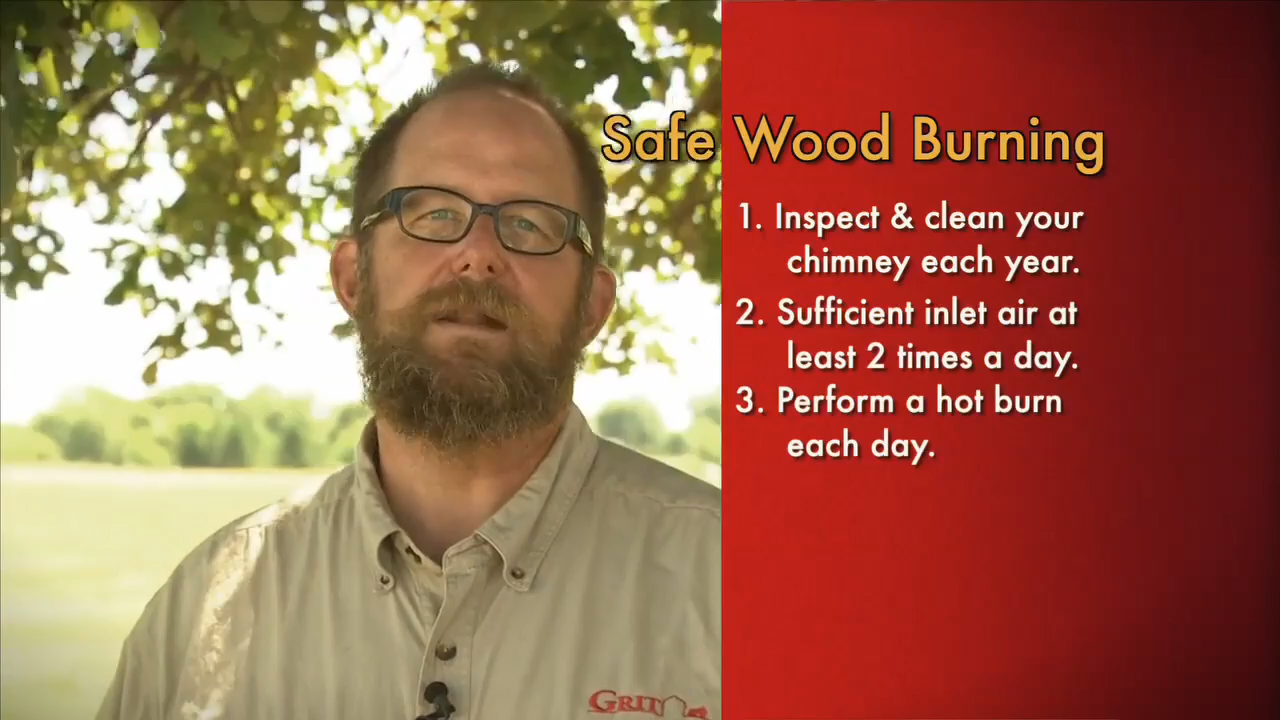 Safe Wood Burning
1. Inspect & clean your
chimney each year.
2. Sufficient inlet air at
least 2 times a day.
3. Perform a hot burn
each day.
GRIT